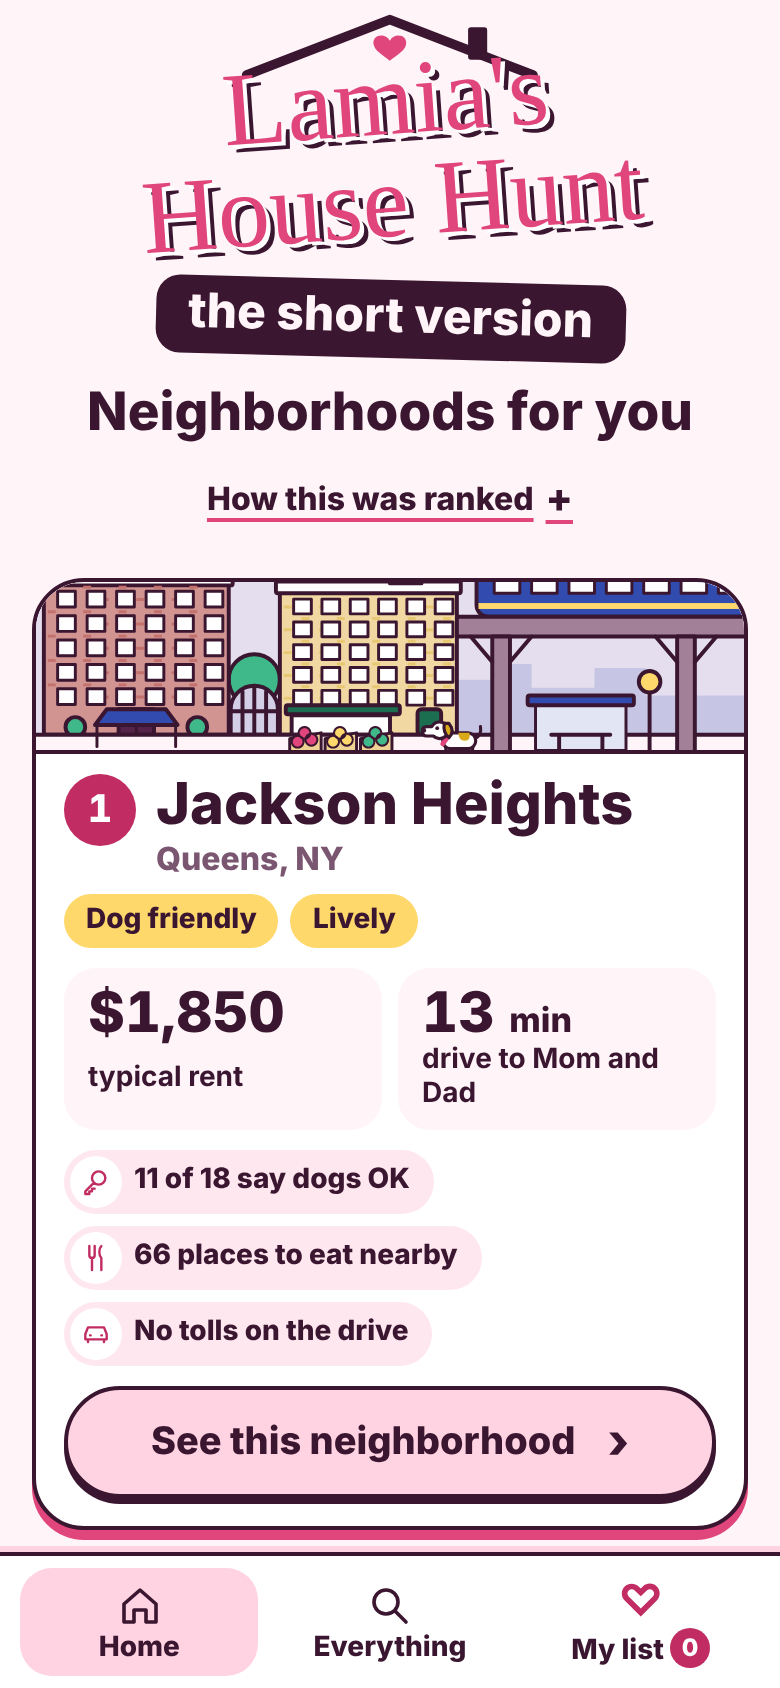 Lamia's
House Hunt
the short version
Neighborhoods for you
How this was ranked +
1 Jackson Heights
Queens, NY
Dog friendly Lively
$1,850
typical rent
13 min
drive to Mom and
Dad
11 of 18 say dogs OK
66 places to eat nearby
No tolls on the drive
See this neighborhood ›
Home Everything My list 0